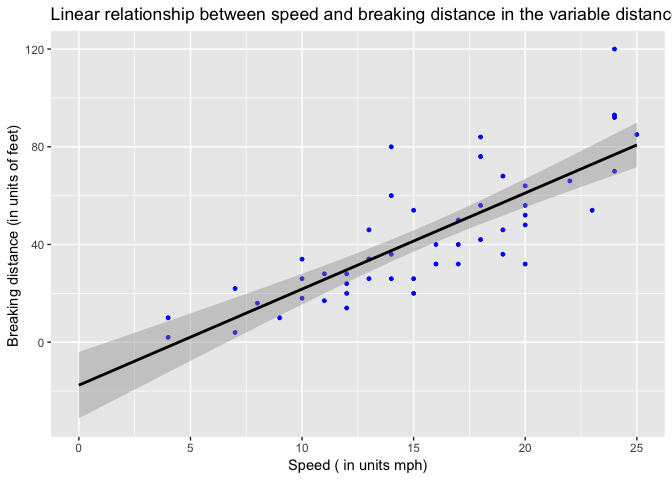 Linear relationship between speed and breaking distance in the variable distanc
120
80
40
0
Breaking distance (in units of feet)
0 5 10 15 20 25
Speed ( in units mph)